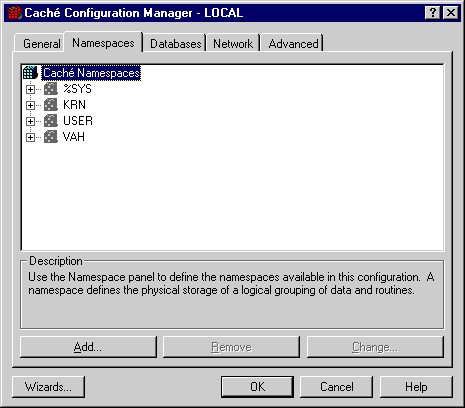 Caché Configuration Manager - LOCAL
General Namespaces Databases Network Advanced
Caché Namespaces
%SYS
KRN
USER
VAH
Description
Use the Namespace panel to define the namespaces available in this configuration. A
namespace defines the physical storage of a logical grouping of data and routines.
Add... Remove Change...
Wizards... OK Cancel Help